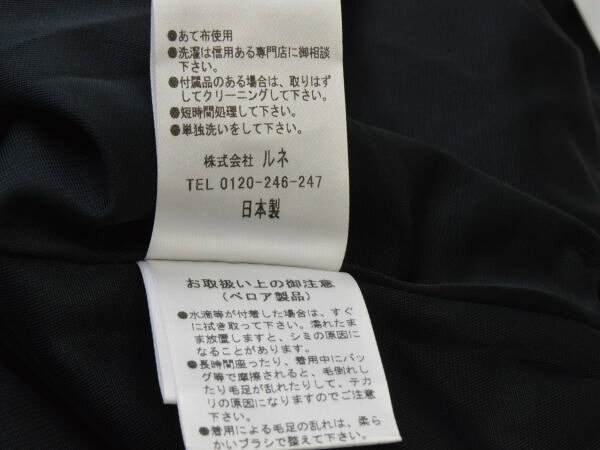 ●あて布使用
●洗濯は信用ある専門店に御相談
下さい。
●付属品のある場合は、取りはず
してクリーニングして下さい。
●短時間処理して下さい。
●単独洗いをして下さい。
株式会社 ルネ
TEL 0120-246-247
日本製
お取扱い上の御注意
(ベロア製品)
●水滴等が付着した場合は、すぐ
に拭き取って下さい。濡れたま
ま放置しますと、シミの原因に
なることがあります。
●長時間座ったり、着用中にバッ
グ等で摩擦されると、毛倒れし
たり毛足が乱れたりして、テカ
リの原因になりますのでご注意
下さい。
●着用による毛足の乱れは、柔ら
かいブラシで整えて下さい。